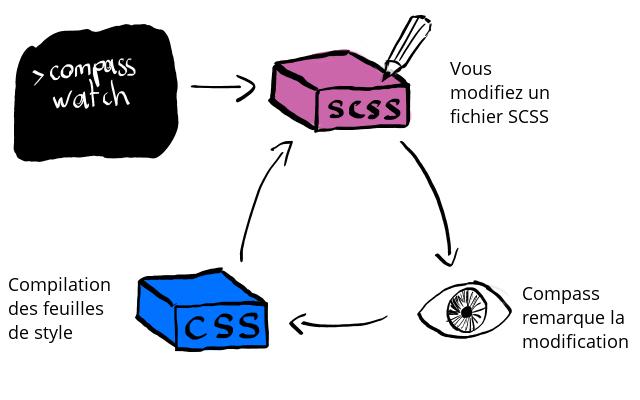 > compass
watch
SCSS
Vous
modifiez un
fichier SCSS
Compass
remarque la
modification
CSS
Compilation
des feuilles
de style